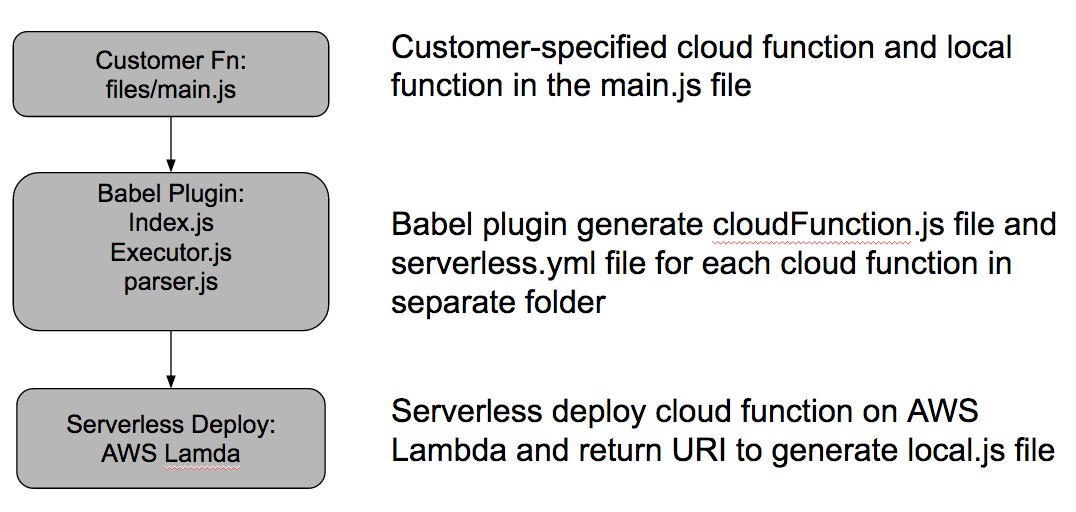 Customer Fn:
files/main.js
Customer-specified cloud function and local
function in the main.js file
Babel Plugin:
Index.js
Executor.js
parser.js
Babel plugin generate cloudFunction.js file and
serverless.yml file for each cloud function in
separate folder
Serverless Deploy:
AWS Lamda
Serverless deploy cloud function on AWS
Lambda and return URI to generate local.js file